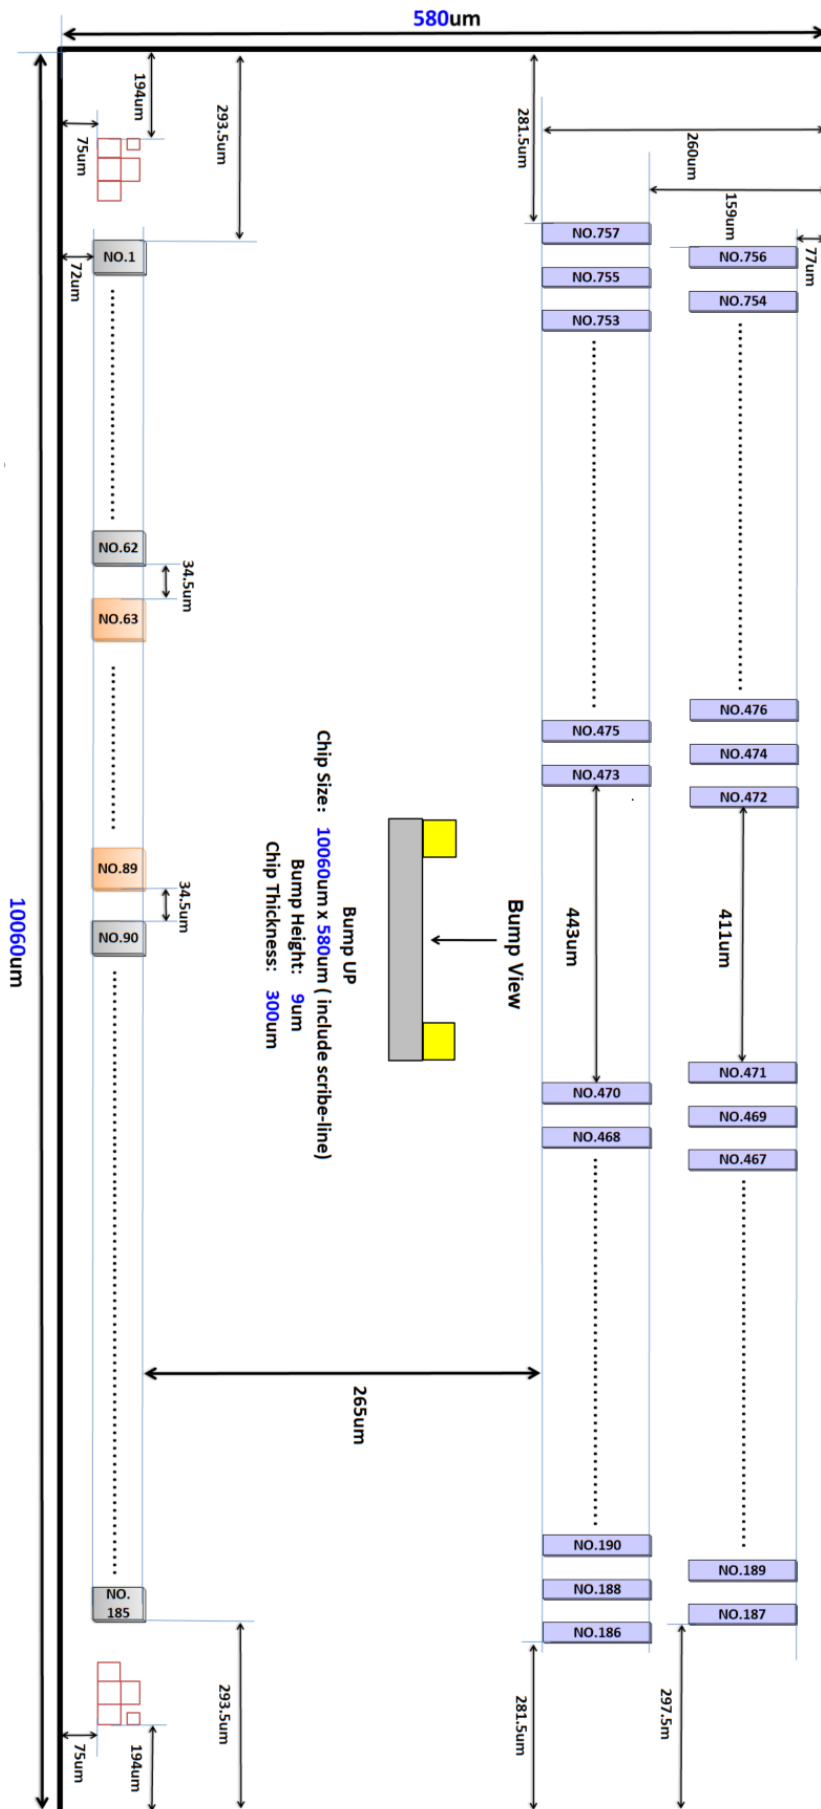 580um
194um
293.5um
281.5um
260um
159um
77um
75um
72um
NO.757
NO.756
NO.1
NO.755
NO.754
NO.753
NO.62
34.5um
NO.63
NO.476
NO.475
NO.474
NO.473
NO.472
NO.89
34.5um
NO.90
10060um
443um
411um
Bump View
Bump UP
Chip Size: 10060um x 580um ( include scribe-line)
Bump Height: 9um
Chip Thickness: 300um
NO.471
NO.470
NO.469
NO.468
NO.467
265um
NO.190
NO.189
NO.188
NO.187
NO.
185
NO.186
293.5um
281.5um
297.5m
75um
194um